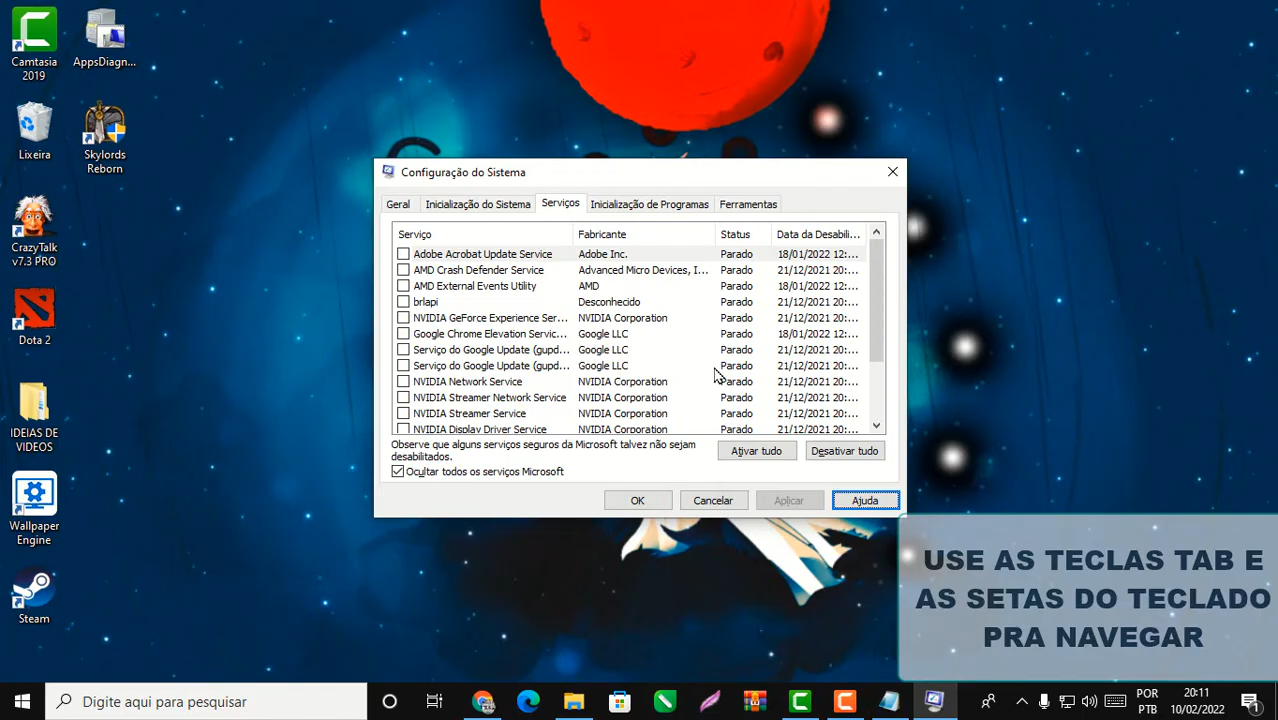 Camtasia
2019
AppsDiagn...
Lixeira
Skylords
Reborn
CrazyTalk
v7.3 PRO
Dota 2
IDEIAS DE
VIDEOS
Wallpaper
Engine
Steam
Configuração do Sistema
Geral Inicialização do Sistema Serviços Inicialização de Programas Ferramentas
Serviço Fabricante Status Data da Desabili...
Adobe Acrobat Update Service Adobe Inc. Parado 18/01/2022 12:...
AMD Crash Defender Service Advanced Micro Devices, I... Parado 21/12/2021 20:...
AMD External Events Utility AMD Parado 18/01/2022 12:...
brlapi Desconhecido Parado 21/12/2021 20:...
NVIDIA GeForce Experience Ser... NVIDIA Corporation Parado 21/12/2021 20:...
Google Chrome Elevation Servic... Google LLC Parado 18/01/2022 12:...
Serviço do Google Update (gupd... Google LLC Parado 21/12/2021 20:...
Serviço do Google Update (gupd... Google LLC Parado 21/12/2021 20:...
NVIDIA Network Service NVIDIA Corporation Parado 21/12/2021 20:...
NVIDIA Streamer Network Service NVIDIA Corporation Parado 21/12/2021 20:...
NVIDIA Streamer Service NVIDIA Corporation Parado 21/12/2021 20:...
NVIDIA Display Driver Service NVIDIA Corporation Parado 21/12/2021 20:...
Observe que alguns serviços seguros da Microsoft talvez não sejam
desabilitados.
Ativar tudo Desativar tudo
Ocultar todos os serviços Microsoft
OK Cancelar Aplicar Ajuda
USE AS TECLAS TAB E
AS SETAS DO TECLADO
PRA NAVEGAR
Digite aqui para pesquisar
POR
PTB
20:11
10/02/2022
1